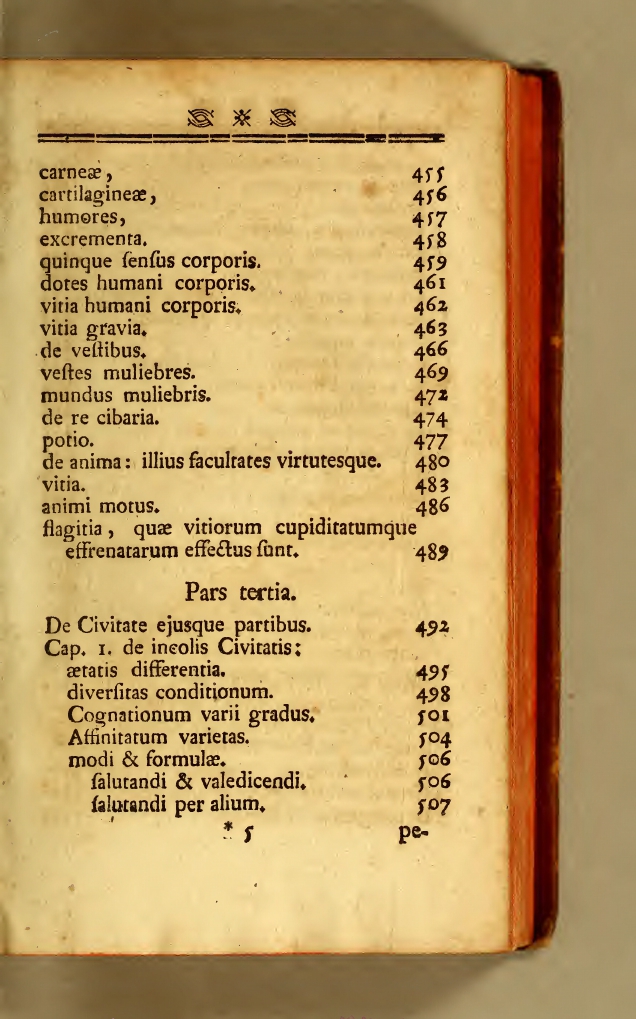 carneæ, 455
cartilagineæ, 456
humores, 457
excrementa. 458
quinque ſenſus corporis. 459
dotes humani corporis. 461
vitia humani corporis. 462
vitia gravia. 463
de veſtibus. 466
veſtes muliebres. 469
mundus muliebris. 472
de re cibaria. 474
potio. 477
de anima: illius facultates virtutesque. 480
vitia. 483
animi motus. 486
flagitia, quæ vitiorum cupiditatumque
effrenatarum effectus ſunt. 489
Pars tertia.
De Civitate ejusque partibus. 492
Cap. 1. de incolis Civitatis;
ætatis differentia. 495
diverſitas conditionum. 498
Cognationum varii gradus. 501
Affinitatum varietas. 504
modi & formulæ. 506
ſalutandi & valedicendi. 506
ſalutandi per alium. 507
* 5 pe-